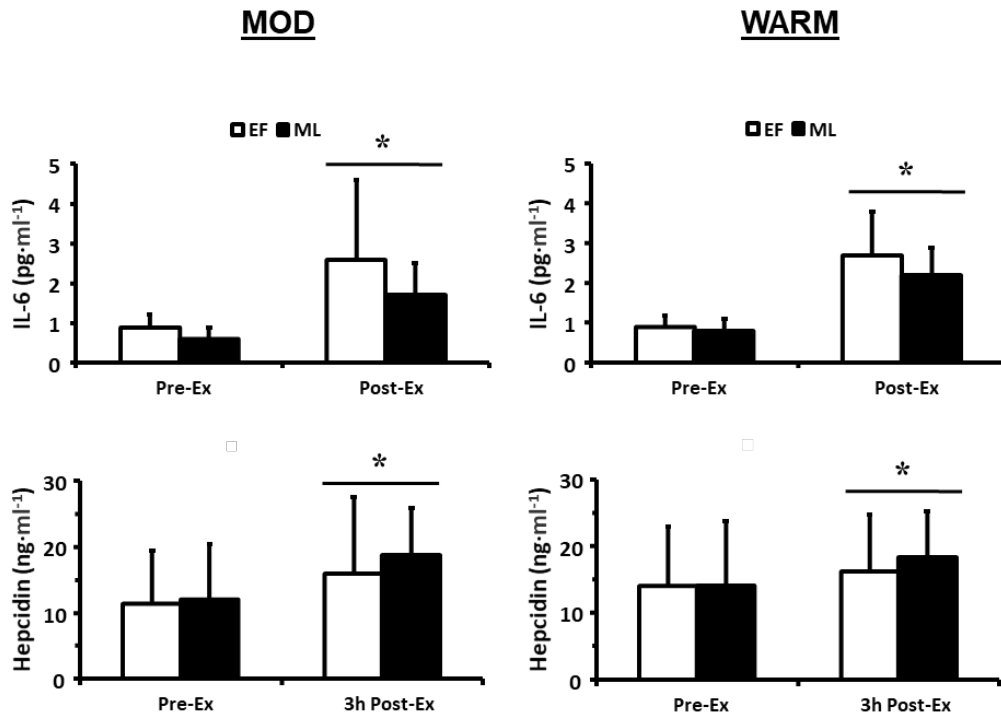 MOD
WARM
EF ML
EF ML
*
*
IL-6 (pg·ml⁻¹)
5
4
3
2
1
0
Pre-Ex Post-Ex
IL-6 (pg·ml⁻¹)
5
4
3
2
1
0
Pre-Ex Post-Ex
*
*
Hepcidin (ng·ml⁻¹)
30
20
10
0
Pre-Ex 3h Post-Ex
Hepcidin (ng·ml⁻¹)
30
20
10
0
Pre-Ex 3h Post-Ex